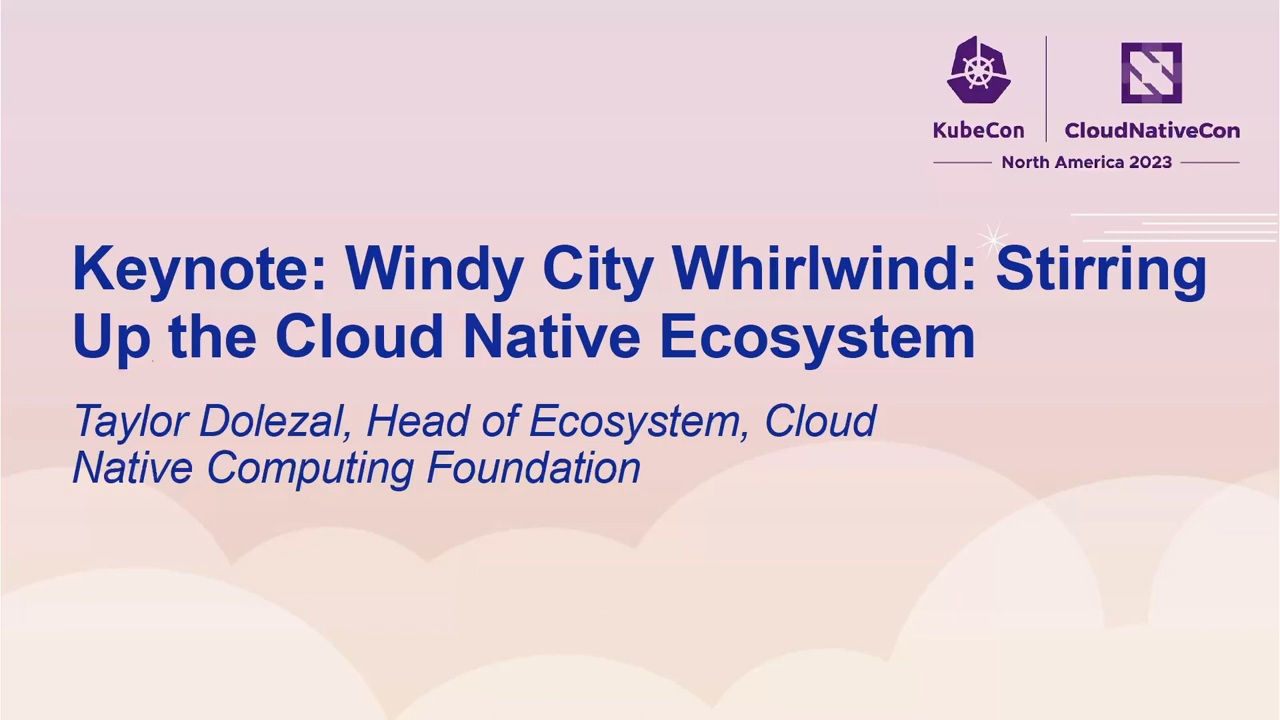 KubeCon
CloudNativeCon
North America 2023
Keynote: Windy City Whirlwind: Stirring
Up the Cloud Native Ecosystem
Taylor Dolezal, Head of Ecosystem, Cloud
Native Computing Foundation